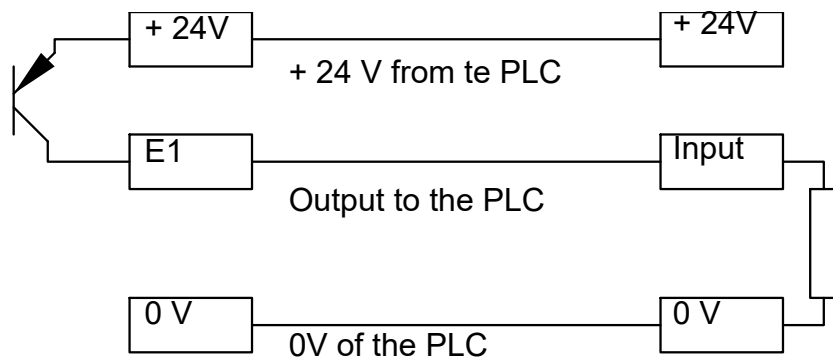 + 24V
+ 24V
+ 24 V from te PLC
E1
Input
Output to the PLC
0 V
0 V
0V of the PLC